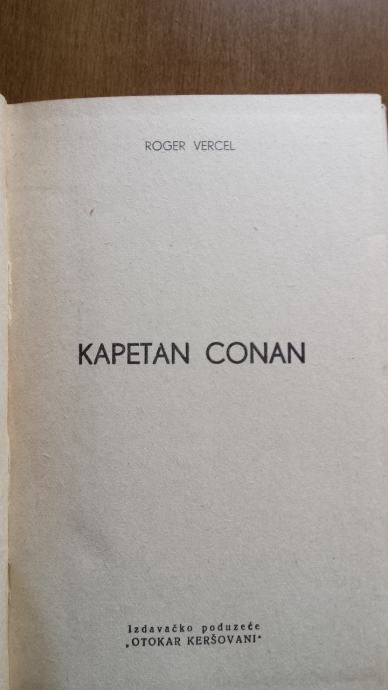 ROGER VERCEL
KAPETAN CONAN
Izdavačko poduzeće
„OTOKAR KERŠOVANI“